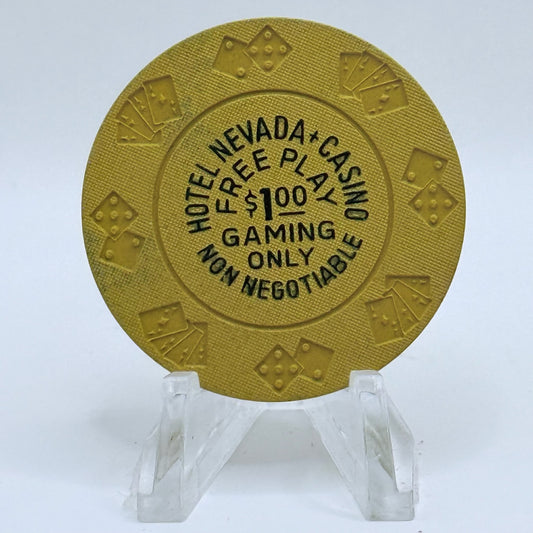 HOTEL NEVADA + CASINO
FREE PLAY
$1.00
GAMING
ONLY
NON NEGOTIABLE